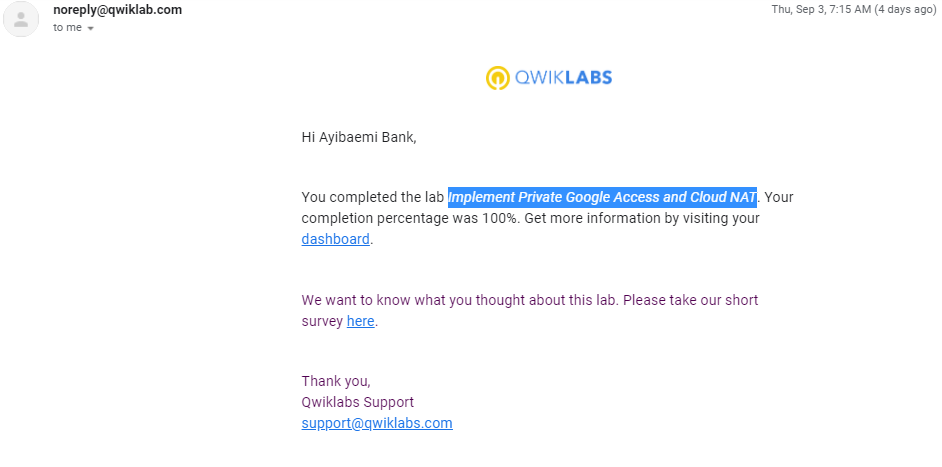 noreply@qwiklab.com
Thu, Sep 3, 7:15 AM (4 days ago)
to me
QWIKLABS
Hi Ayibaemi Bank,
You completed the lab Implement Private Google Access and Cloud NAT. Your
completion percentage was 100%. Get more information by visiting your
dashboard.
We want to know what you thought about this lab. Please take our short
survey here.
Thank you,
Qwiklabs Support
support@qwiklabs.com